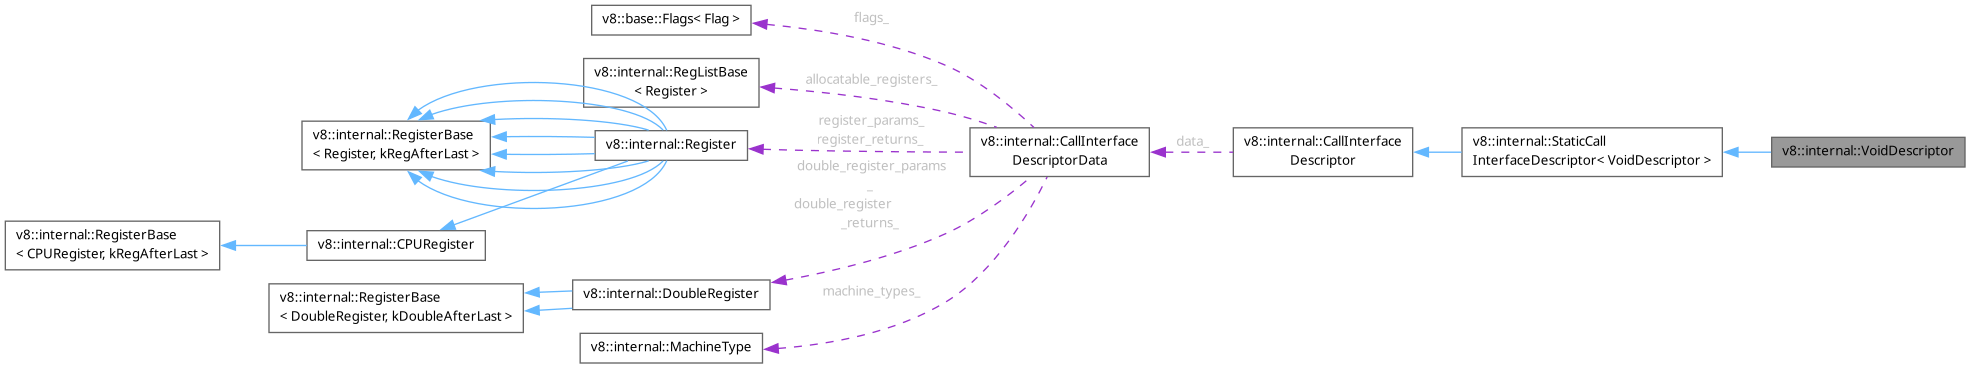 v8::base::Flags< Flag >
flags_
v8::internal::RegListBase
< Register >
allocatable_registers_
v8::internal::RegisterBase
< Register, kRegAfterLast >
v8::internal::Register
register_params_
register_returns_
v8::internal::CallInterface
DescriptorData
data_
v8::internal::CallInterface
Descriptor
v8::internal::StaticCall
InterfaceDescriptor< VoidDescriptor >
v8::internal::VoidDescriptor
double_register_params
_
double_register
_returns_
v8::internal::RegisterBase
< CPURegister, kRegAfterLast >
v8::internal::CPURegister
v8::internal::RegisterBase
< DoubleRegister, kDoubleAfterLast >
v8::internal::DoubleRegister
machine_types_
v8::internal::MachineType